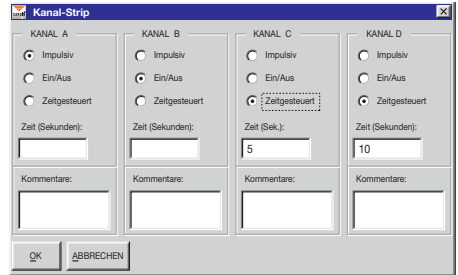 Kanal-Strip
KANAL A KANAL B KANAL C KANAL D
Impulsiv Impulsiv Impulsiv Impulsiv
Ein/Aus Ein/Aus Ein/Aus Ein/Aus
Zeitgesteuert Zeitgesteuert Zeitgesteuert Zeitgesteuert
Zeit (Sekunden): Zeit (Sekunden): Zeit (Sek.): Zeit (Sekunden):
5 10
Kommentare: Kommentare: Kommentare: Kommentare:
OK ABBRECHEN